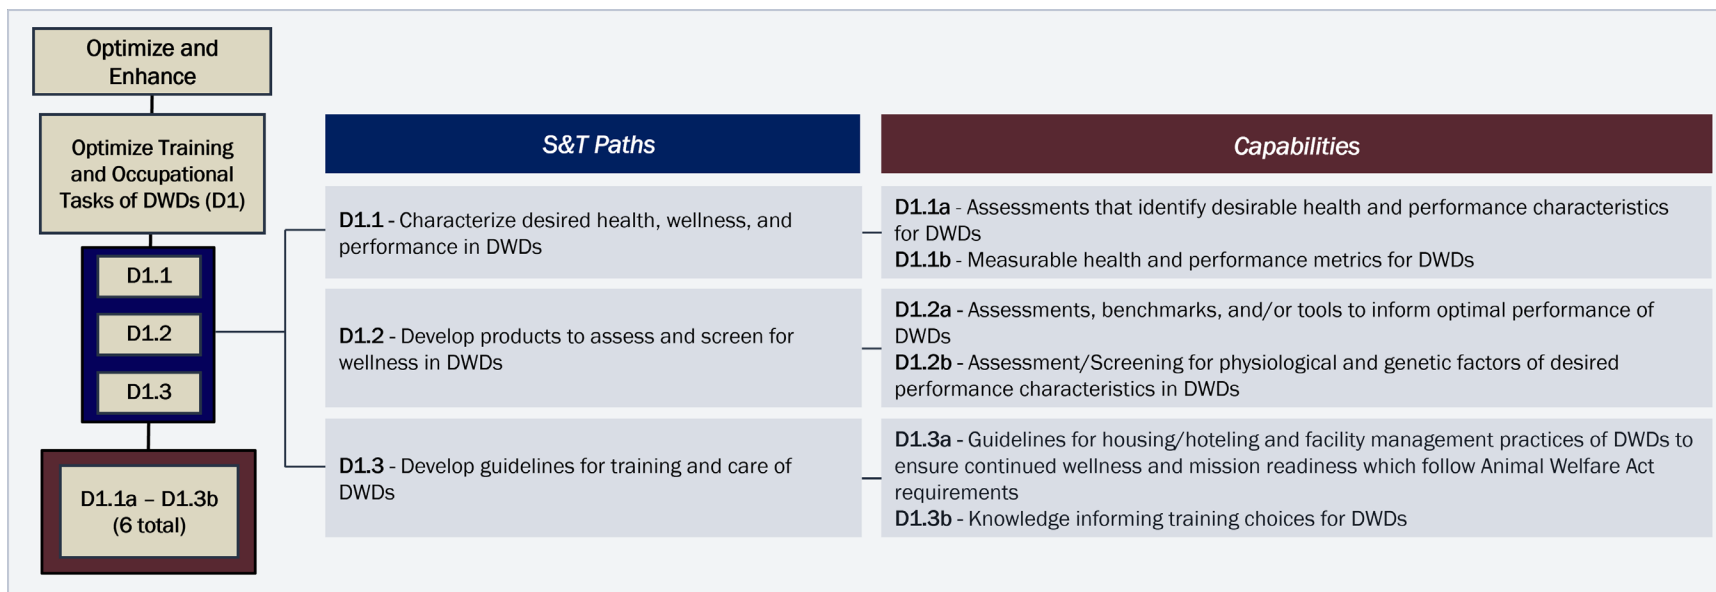 Optimize and
Enhance
Optimize Training
and Occupational
Tasks of DWDs (D1)
D1.1
D1.2
D1.3
D1.1a – D1.3b
(6 total)
S&T Paths
Capabilities
D1.1 - Characterize desired health, wellness, and
performance in DWDs
D1.1a - Assessments that identify desirable health and performance characteristics
for DWDs
D1.1b - Measurable health and performance metrics for DWDs
D1.2 - Develop products to assess and screen for
wellness in DWDs
D1.2a - Assessments, benchmarks, and/or tools to inform optimal performance of
DWDs
D1.2b - Assessment/Screening for physiological and genetic factors of desired
performance characteristics in DWDs
D1.3 - Develop guidelines for training and care of
DWDs
D1.3a - Guidelines for housing/hoteling and facility management practices of DWDs to
ensure continued wellness and mission readiness which follow Animal Welfare Act
requirements
D1.3b - Knowledge informing training choices for DWDs